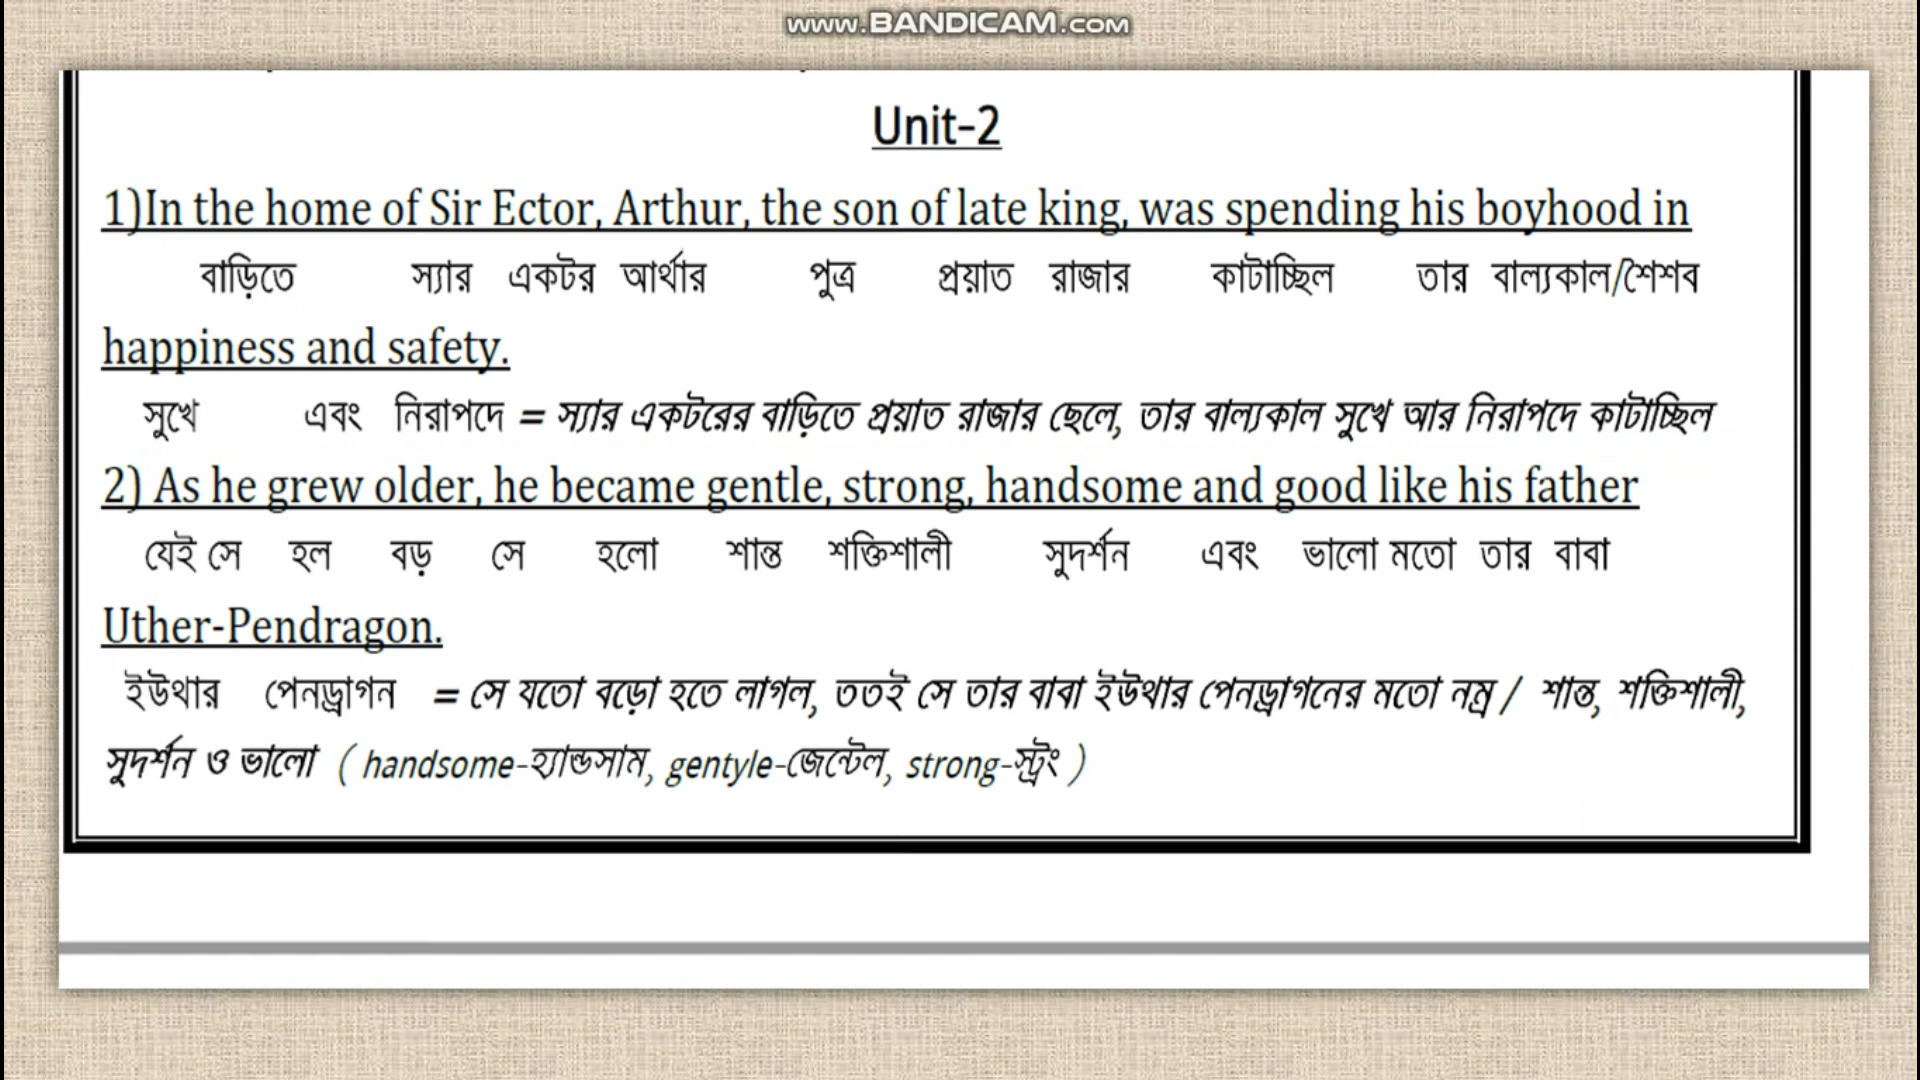 www.BANDICAM.com
Unit-2
1)In the home of Sir Ector, Arthur, the son of late king, was spending his boyhood in
বাড়িতে স্যার একটর আর্থার পুত্র প্রয়াত রাজার কাটাচ্ছিল তার বাল্যকাল/শৈশব
happiness and safety.
সুখে এবং নিরাপদে = স্যার একটরের বাড়িতে প্রয়াত রাজার ছেলে, তার বাল্যকাল সুখে আর নিরাপদে কাটাচ্ছিল
2) As he grew older, he became gentle, strong, handsome and good like his father
যেই সে হল বড় সে হলো শান্ত শক্তিশালী সুদর্শন এবং ভালো মতো তার বাবা
Uther-Pendragon.
ইউথার পেনড্রাগন = সে যতো বড়ো হতে লাগল, ততই সে তার বাবা ইউথার পেনড্রাগনের মতো নম্র / শান্ত, শক্তিশালী,
সুদর্শন ও ভালো ( handsome-হ্যান্ডসাম, gentyle-জেন্টেল, strong-স্ট্রং )